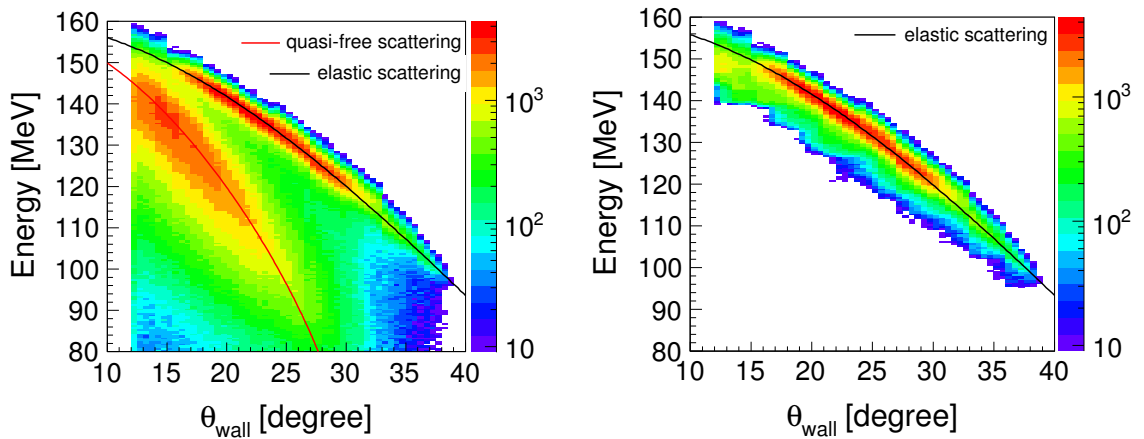 160
150
140
130
120
110
100
90
80
Energy [MeV]
quasi-free scattering
elastic scattering
10³
10²
10
10 15 20 25 30 35 40
θwall [degree]
160
150
140
130
120
110
100
90
80
Energy [MeV]
elastic scattering
10³
10²
10
10 15 20 25 30 35 40
θwall [degree]